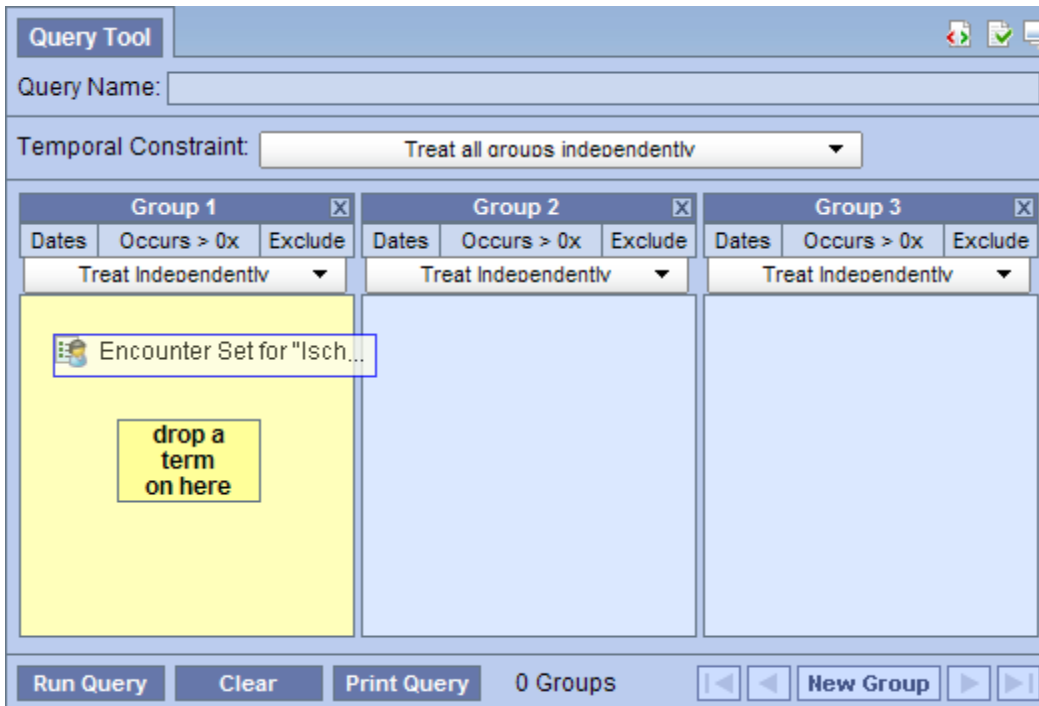 Query Tool
Query Name:
Temporal Constraint: Treat all groups independently
Group 1 X Group 2 X Group 3 X
Dates Occurs > 0x Exclude Dates Occurs > 0x Exclude Dates Occurs > 0x Exclude
Treat Independently Treat Independently Treat Independently
Encounter Set for "Isch...
drop a
term
on here
Run Query Clear Print Query 0 Groups New Group